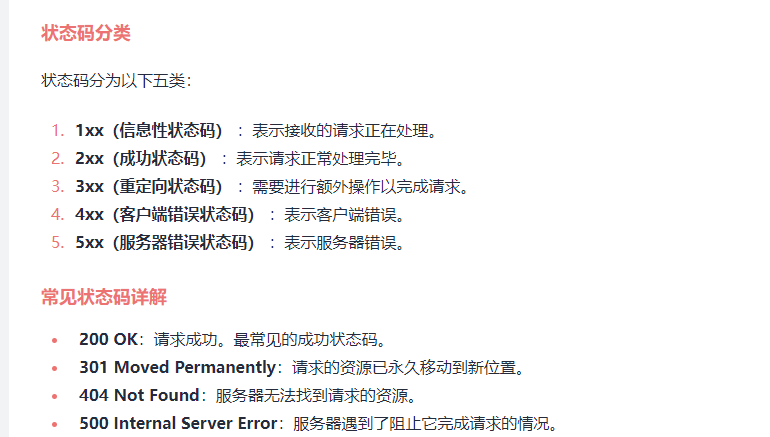 状态码分类
状态码分为以下五类：
1. 1xx（信息性状态码）：表示接收的请求正在处理。
2. 2xx（成功状态码）：表示请求正常处理完毕。
3. 3xx（重定向状态码）：需要进行额外操作以完成请求。
4. 4xx（客户端错误状态码）：表示客户端错误。
5. 5xx（服务器错误状态码）：表示服务器错误。
常见状态码详解
• 200 OK：请求成功。最常见的成功状态码。
• 301 Moved Permanently：请求的资源已永久移动到新位置。
• 404 Not Found：服务器无法找到请求的资源。
• 500 Internal Server Error：服务器遇到了阻止它完成请求的情况。